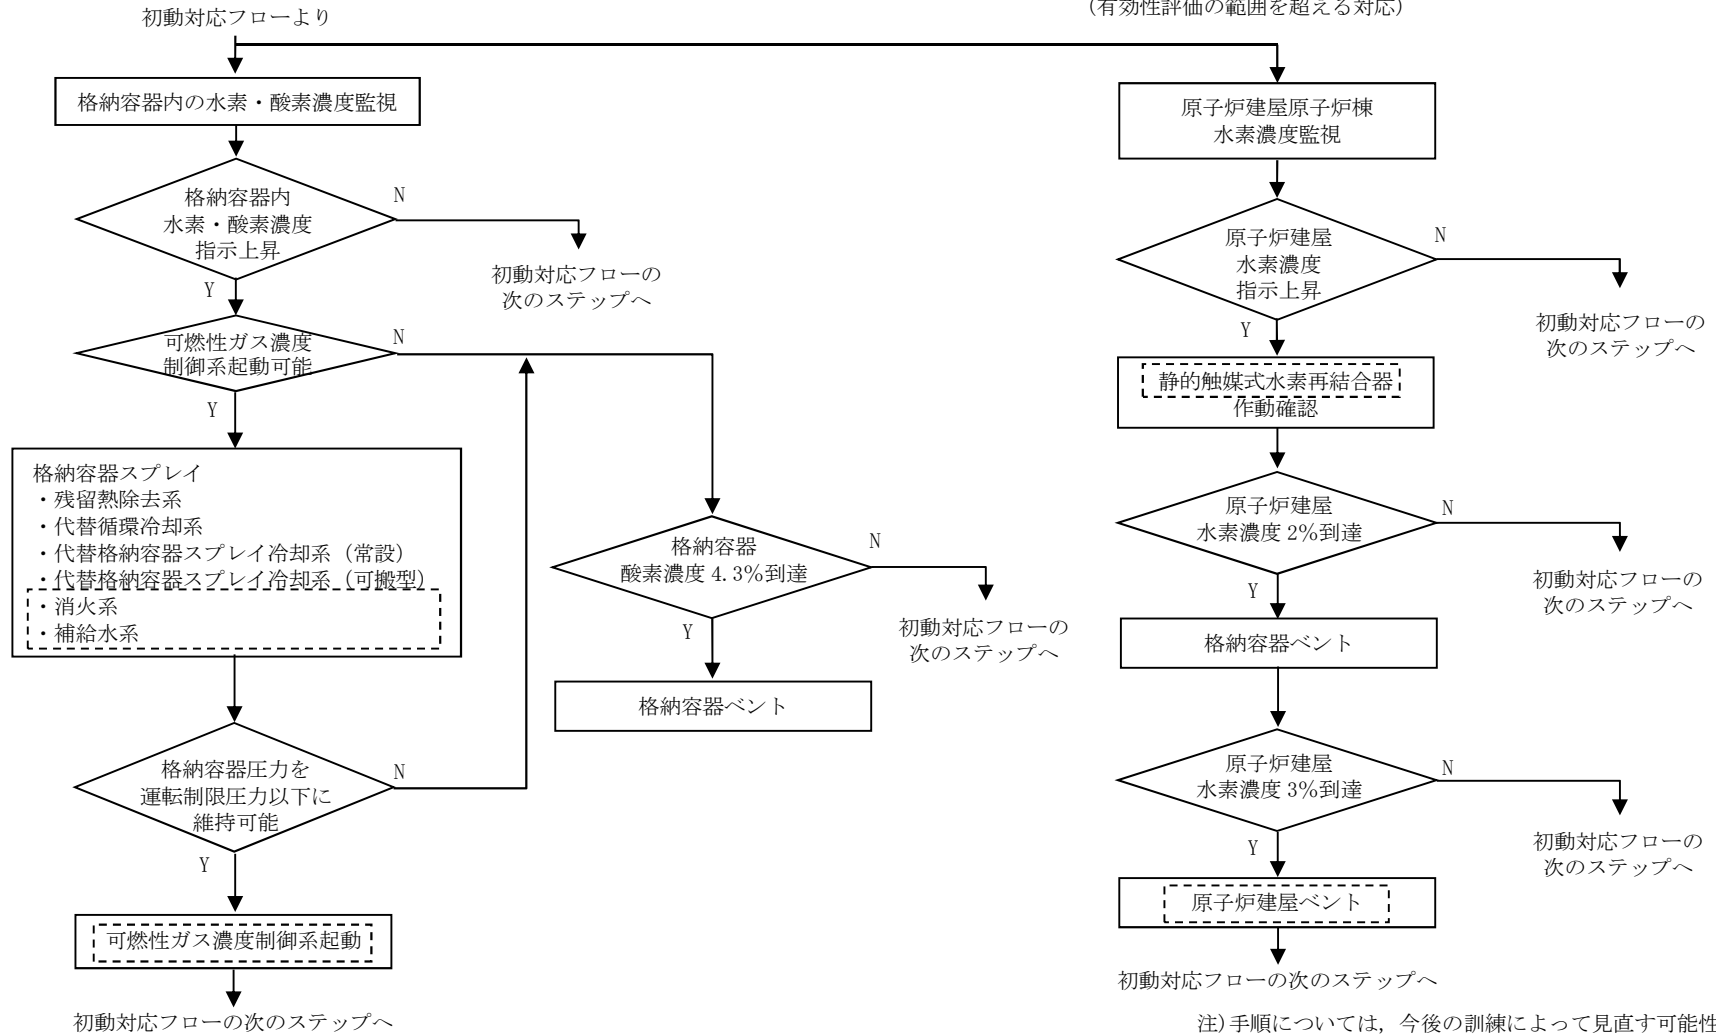 初動対応フローより
格納容器内の水素・酸素濃度監視
格納容器内
水素・酸素濃度
指示上昇
N
初動対応フローの
次のステップへ
Y
可燃性ガス濃度
制御系起動可能
N
Y
格納容器スプレイ
・残留熱除去系
・代替循環冷却系
・代替格納容器スプレイ冷却系（常設）
・代替格納容器スプレイ冷却系（可搬型）
・消火系
・補給水系
格納容器圧力を
運転制限圧力以下に
維持可能
N
Y
可燃性ガス濃度制御系起動
初動対応フローの次のステップへ
格納容器
酸素濃度 4.3％到達
N
初動対応フローの
次のステップへ
Y
格納容器ベント
（有効性評価の範囲を超える対応）
原子炉建屋原子炉棟
水素濃度監視
原子炉建屋
水素濃度
指示上昇
N
初動対応フローの
次のステップへ
Y
静的触媒式水素再結合器
作動確認
原子炉建屋
水素濃度 2％到達
N
初動対応フローの
次のステップへ
Y
格納容器ベント
原子炉建屋
水素濃度 3％到達
N
初動対応フローの
次のステップへ
Y
原子炉建屋ベント
初動対応フローの次のステップへ
注)手順については，今後の訓練によって見直す可能性